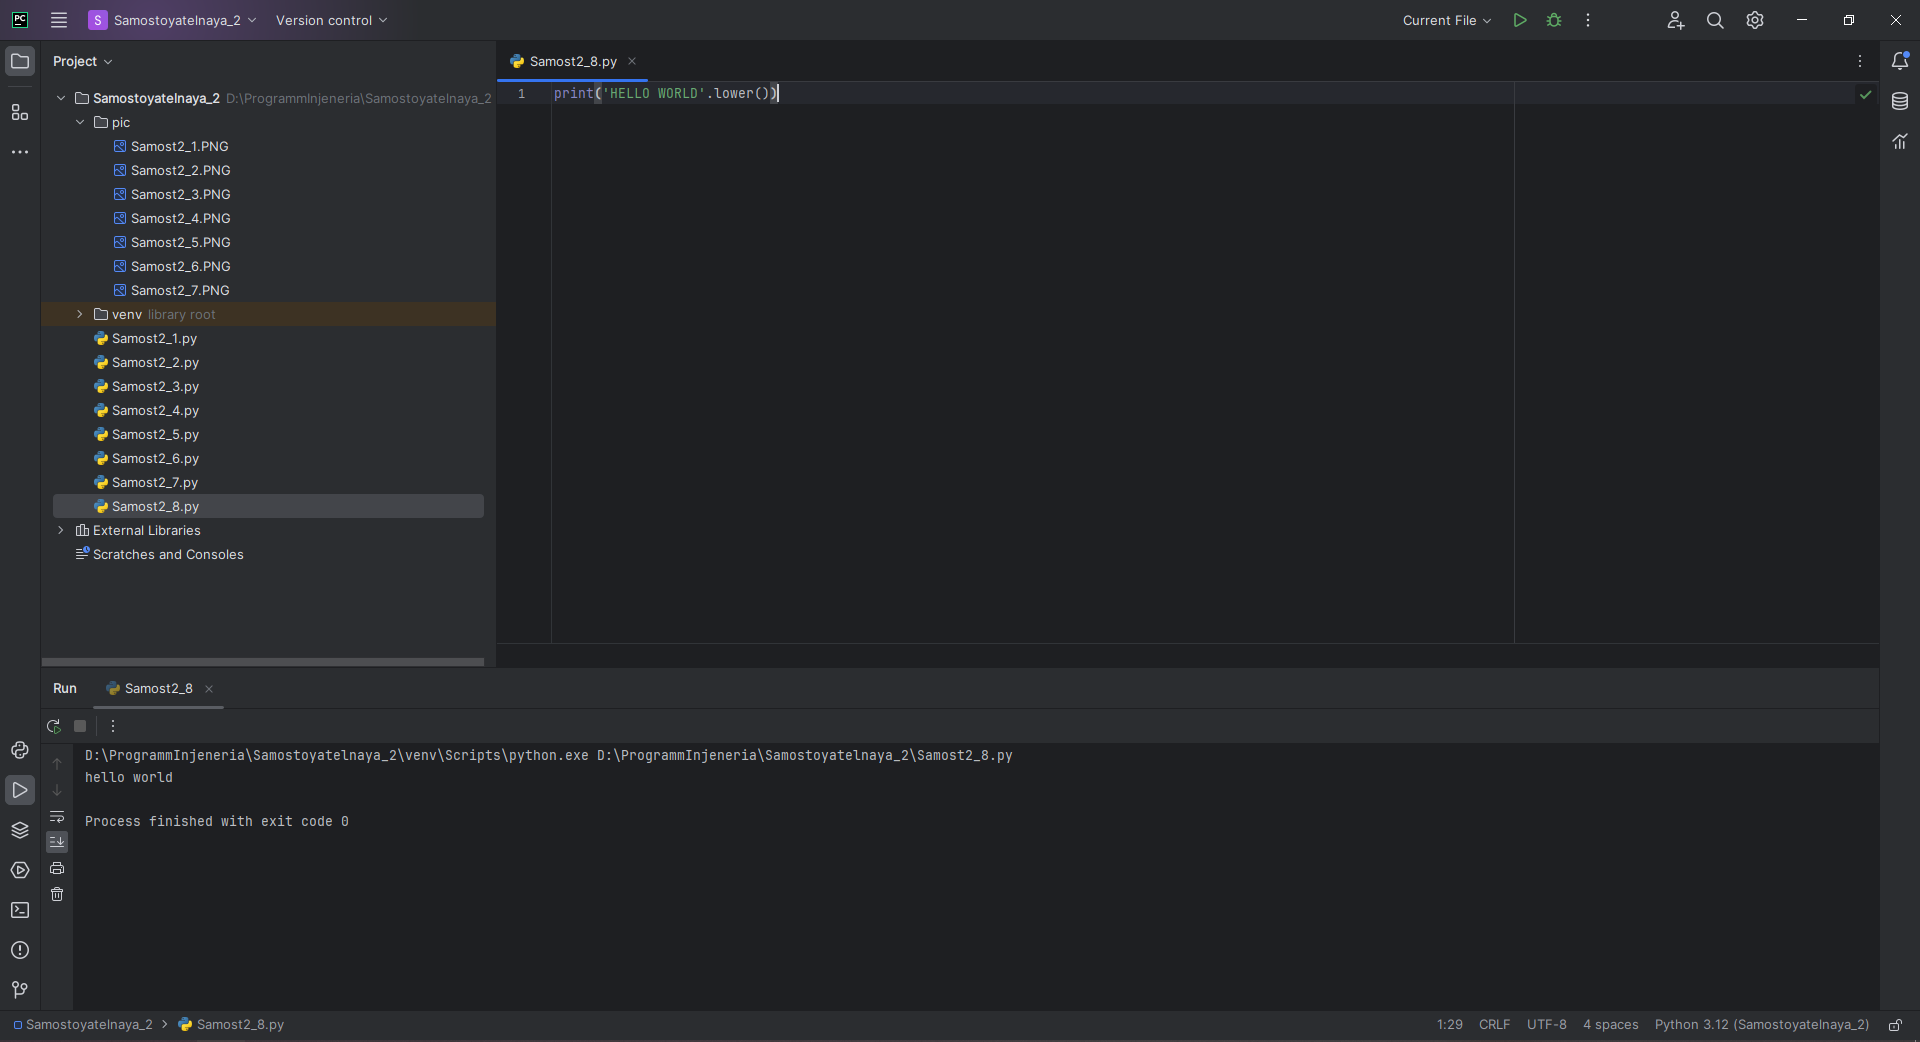 PC
S Samostoyatelnaya_2 Version control Current File
Project
Samost2_8.py
Samostoyatelnaya_2 D:\ProgrammInjeneria\Samostoyatelnaya_2
1 print('HELLO WORLD'.lower())
pic
Samost2_1.PNG
Samost2_2.PNG
Samost2_3.PNG
Samost2_4.PNG
Samost2_5.PNG
Samost2_6.PNG
Samost2_7.PNG
venv library root
Samost2_1.py
Samost2_2.py
Samost2_3.py
Samost2_4.py
Samost2_5.py
Samost2_6.py
Samost2_7.py
Samost2_8.py
External Libraries
Scratches and Consoles
Run Samost2_8
D:\ProgrammInjeneria\Samostoyatelnaya_2\venv\Scripts\python.exe D:\ProgrammInjeneria\Samostoyatelnaya_2\Samost2_8.py
hello world
Process finished with exit code 0
Samostoyatelnaya_2 Samost2_8.py 1:29 CRLF UTF-8 4 spaces Python 3.12 (Samostoyatelnaya_2)